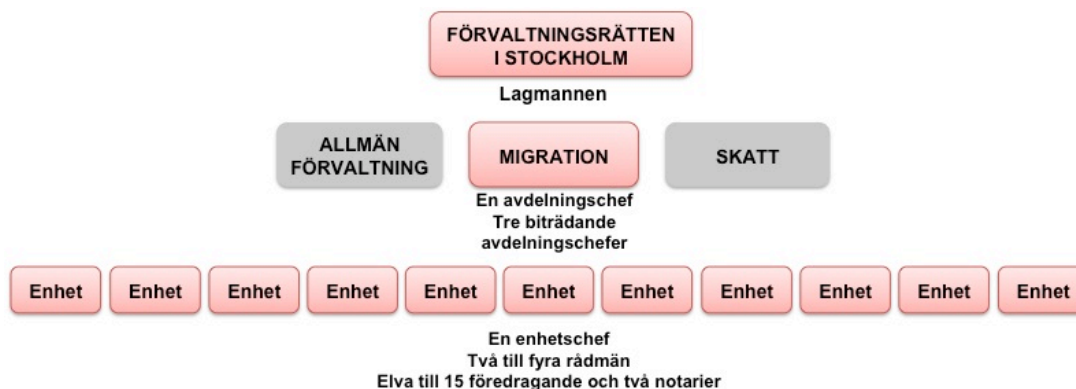 FÖRVALTNINGSRÄTTEN
I STOCKHOLM
Lagmannen
ALLMÄN
FÖRVALTNING
MIGRATION
SKATT
En avdelningschef
Tre biträdande
avdelningschefer
Enhet Enhet Enhet Enhet Enhet Enhet Enhet Enhet Enhet Enhet Enhet
En enhetschef
Två till fyra rådmän
Elva till 15 föredragande och två notarier